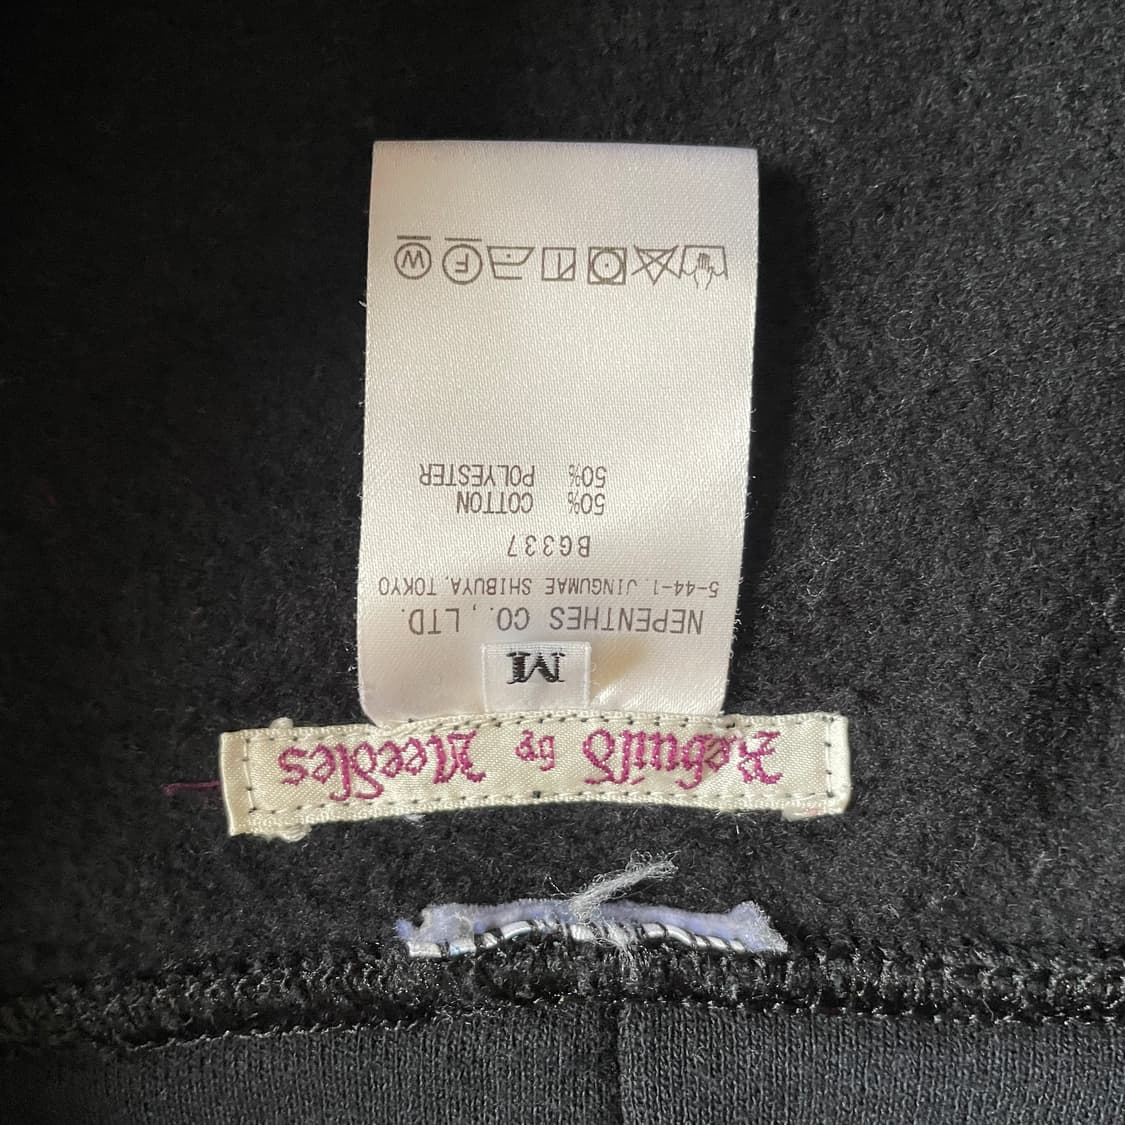 Rebuild by Needles
M
NEPENTHES CO., LTD.
5-44-1. JINGUMAE SHIBUYA. TOKYO
BG337
50% COTTON
50% POLYESTER
F W